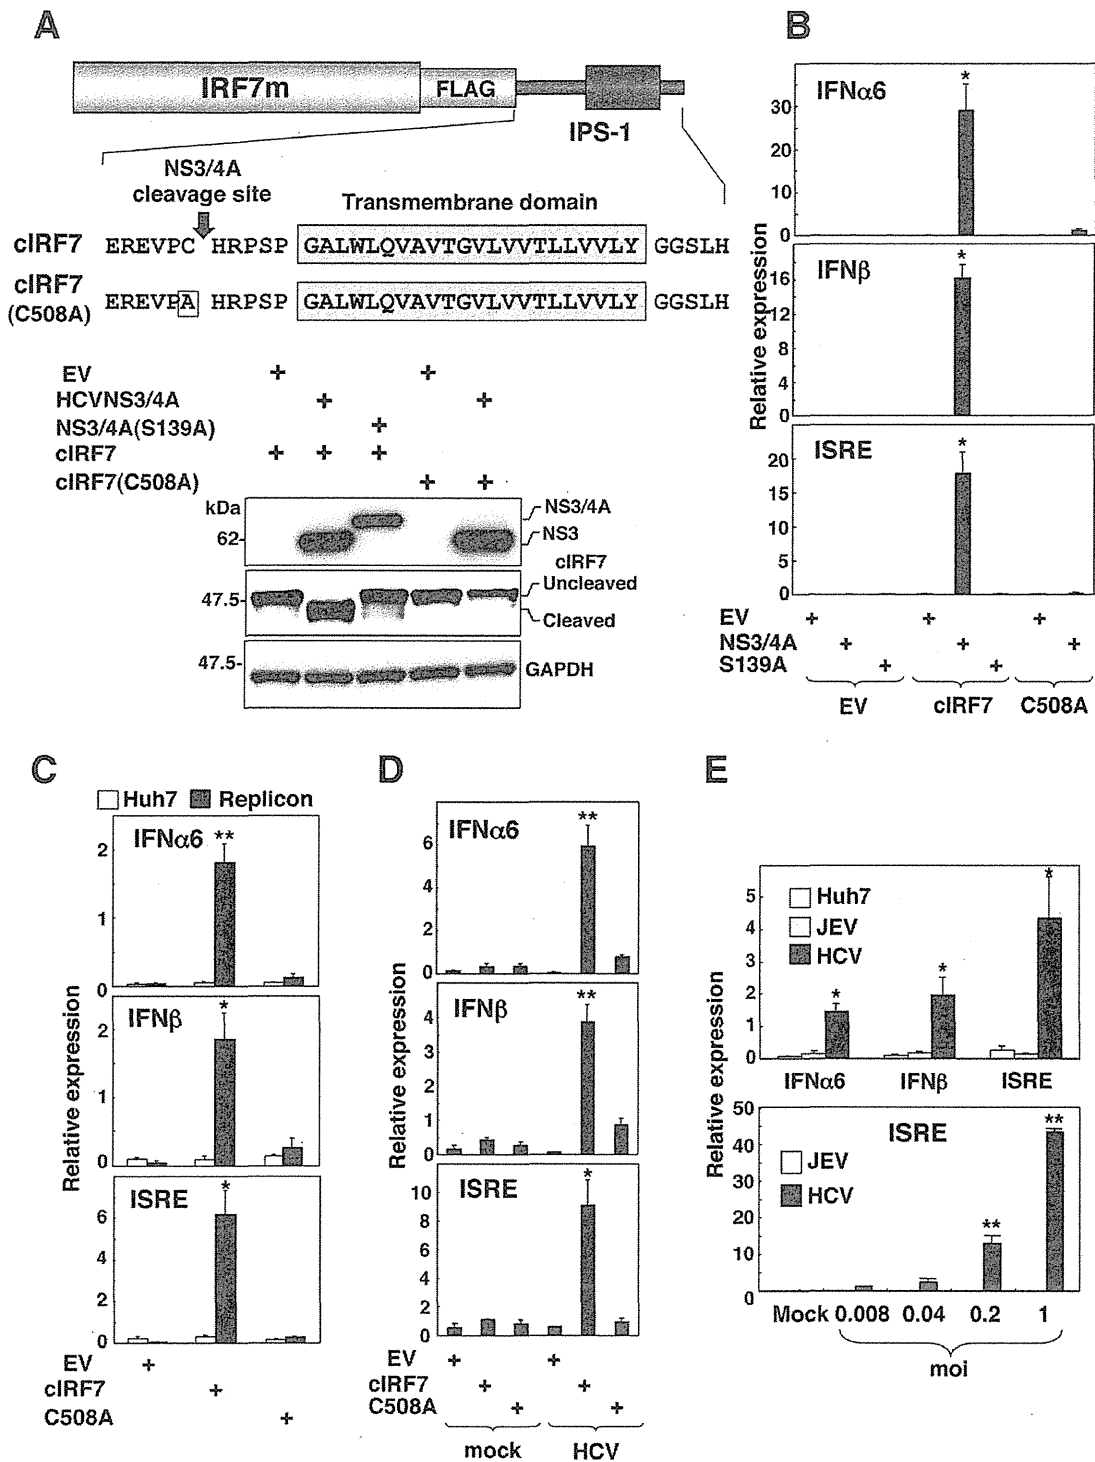 A
IRF7m
FLAG
IPS-1
NS3/4A
cleavage site
Transmembrane domain
cIRF7 EREVPC HRPSP GALWLQVAVTGVLVVTLLVVLY GGSLH
cIRF7
(C508A) EREVPA HRPSP GALWLQVAVTGVLVVTLLVVLY GGSLH
EV + +
HCVNS3/4A + +
NS3/4A(S139A) +
cIRF7 + + +
cIRF7(C508A) + +
kDa
62-
NS3/4A
NS3
cIRF7
47.5-
Uncleaved
Cleaved
47.5-
GAPDH
B
Relative expression
IFNα6
30
20
10
0
IFNβ
16
12
8
4
0
ISRE
20
15
10
5
0
*
*
*
EV + + +
NS3/4A + + +
S139A + +
EV cIRF7 C508A
C
Huh7 Replicon
Relative expression
IFNα6
2
1
0
**
IFNβ
2
1
0
*
ISRE
6
4
2
0
*
EV +
cIRF7 +
C508A +
D
Relative expression
IFNα6
6
4
2
0
**
IFNβ
4
3
2
1
0
**
ISRE
10
8
6
4
2
0
*
EV + +
cIRF7 + +
C508A + +
mock HCV
E
Relative expression
5
4
3
2
1
0
Huh7
JEV
HCV
* * *
IFNα6 IFNβ ISRE
50
40
30
20
10
0
ISRE
JEV
HCV
** **
Mock 0.008 0.04 0.2 1
moi